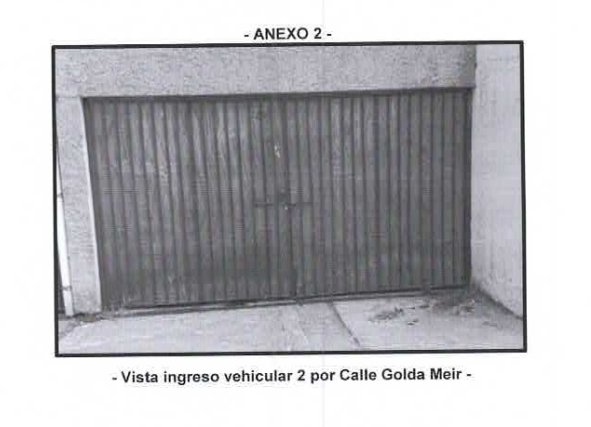 - ANEXO 2 -
- Vista ingreso vehicular 2 por Calle Golda Meir -